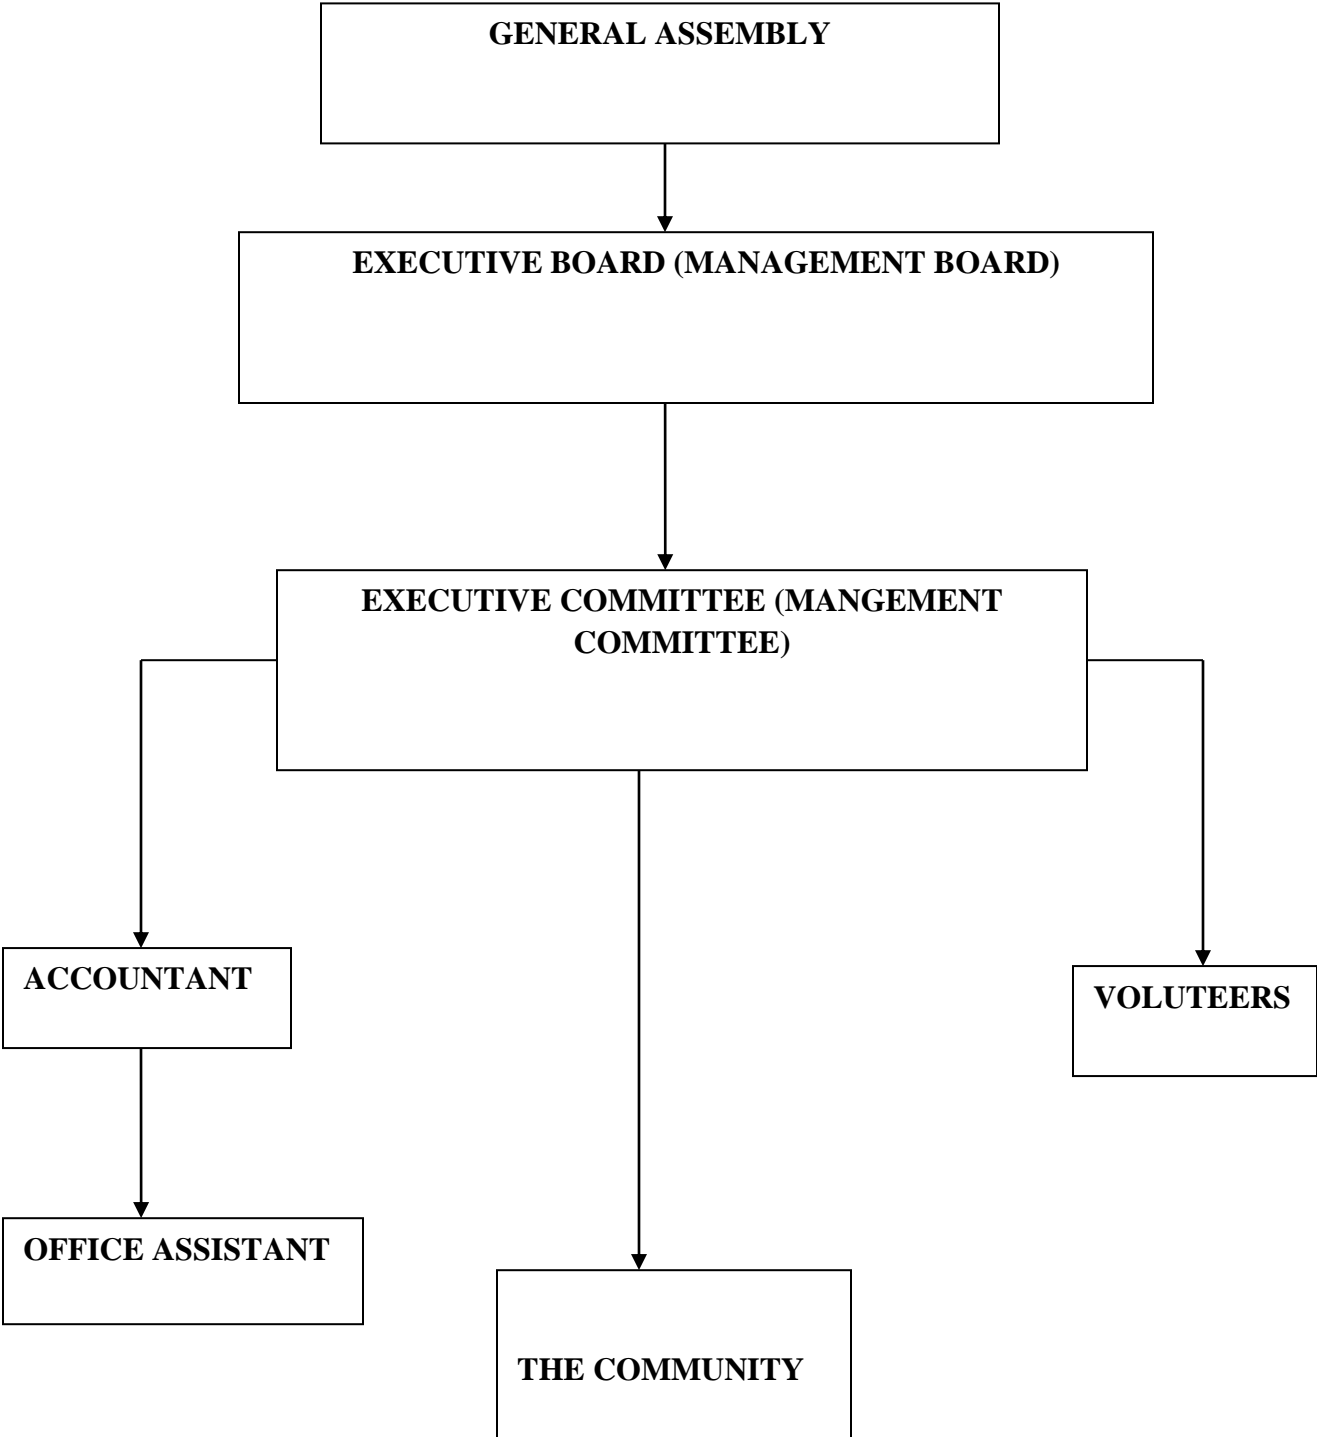 GENERAL ASSEMBLY
EXECUTIVE BOARD (MANAGEMENT BOARD)
EXECUTIVE COMMITTEE (MANGEMENT
COMMITTEE)
ACCOUNTANT
VOLUTEERS
OFFICE ASSISTANT
THE COMMUNITY